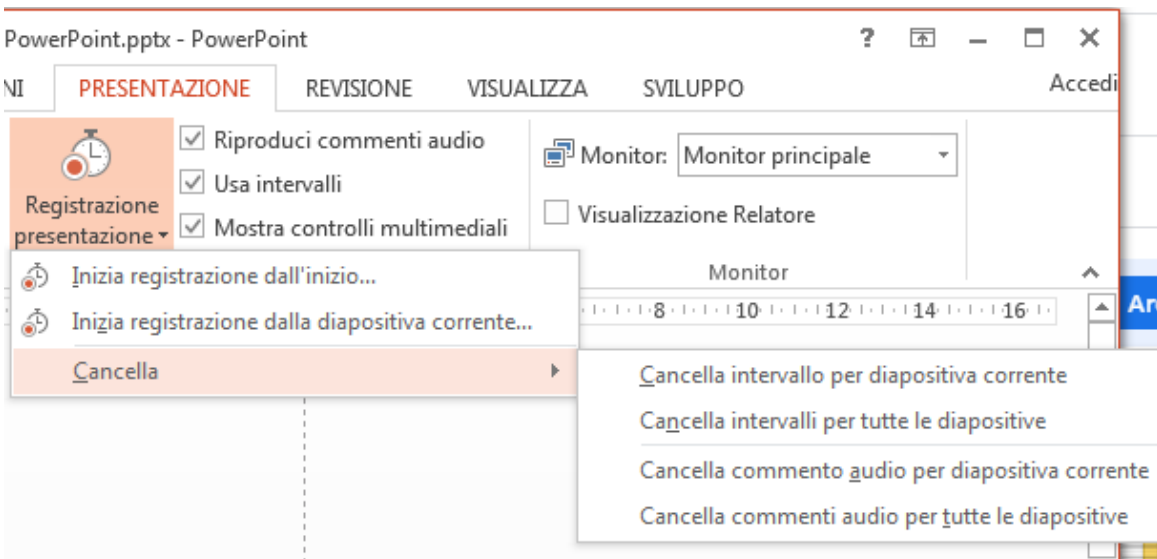 PowerPoint.pptx - PowerPoint ?
NI PRESENTAZIONE REVISIONE VISUALIZZA SVILUPPO Accedi
Registrazione
presentazione
Riproduci commenti audio
Usa intervalli
Mostra controlli multimediali
Monitor: Monitor principale
Visualizzazione Relatore
Monitor
Inizia registrazione dall'inizio...
Inizia registrazione dalla diapositiva corrente...
Cancella
8 10 12 14 16
Ar
Cancella intervallo per diapositiva corrente
Cancella intervalli per tutte le diapositive
Cancella commento audio per diapositiva corrente
Cancella commenti audio per tutte le diapositive